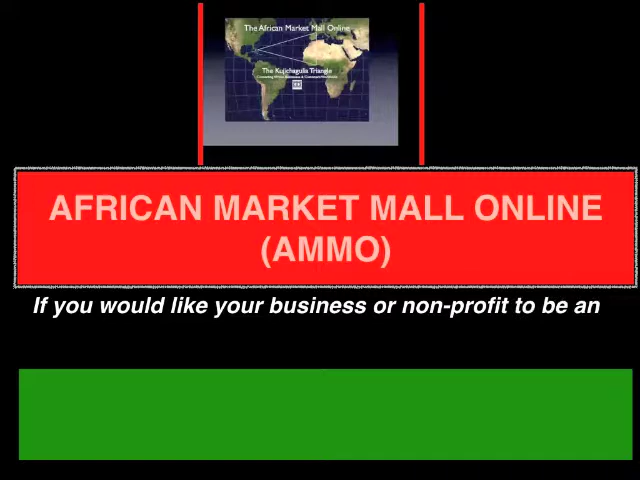 The African Market Mall Online
The Kujichagulia Triangle
AFRICAN MARKET MALL ONLINE
(AMMO)
If you would like your business or non-profit to be an